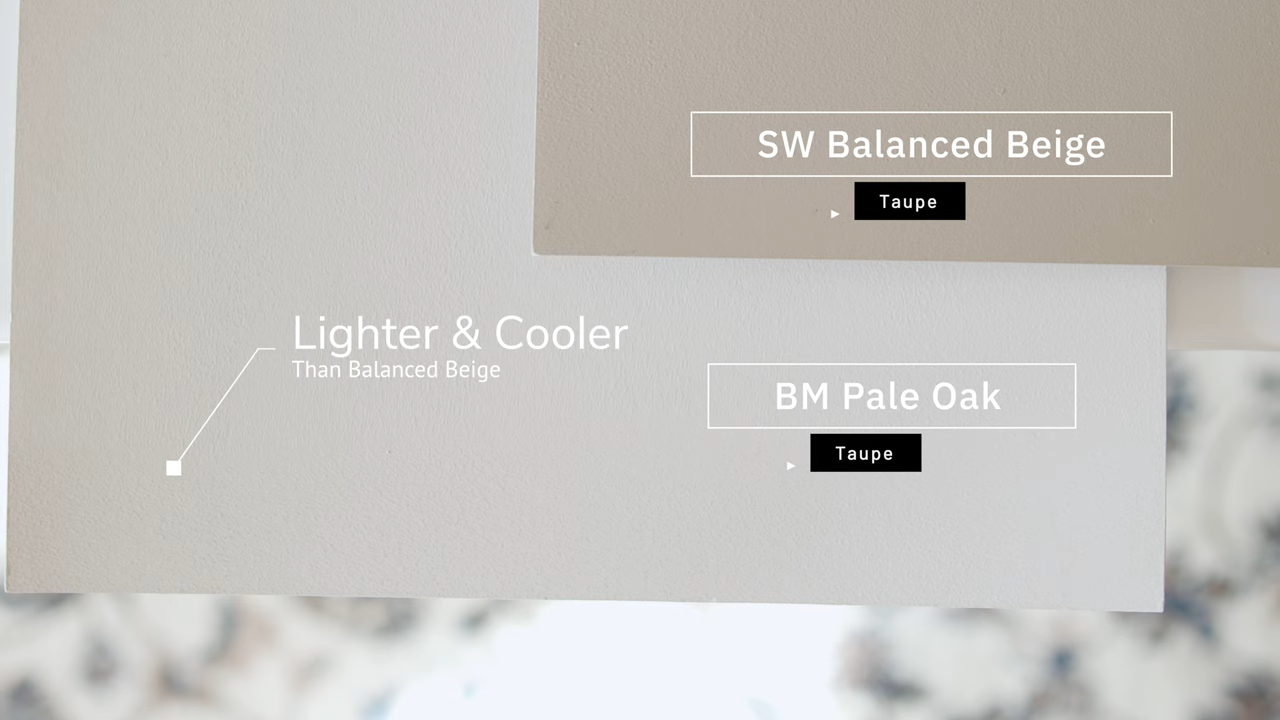 SW Balanced Beige
Taupe
Lighter & Cooler
Than Balanced Beige
BM Pale Oak
Taupe